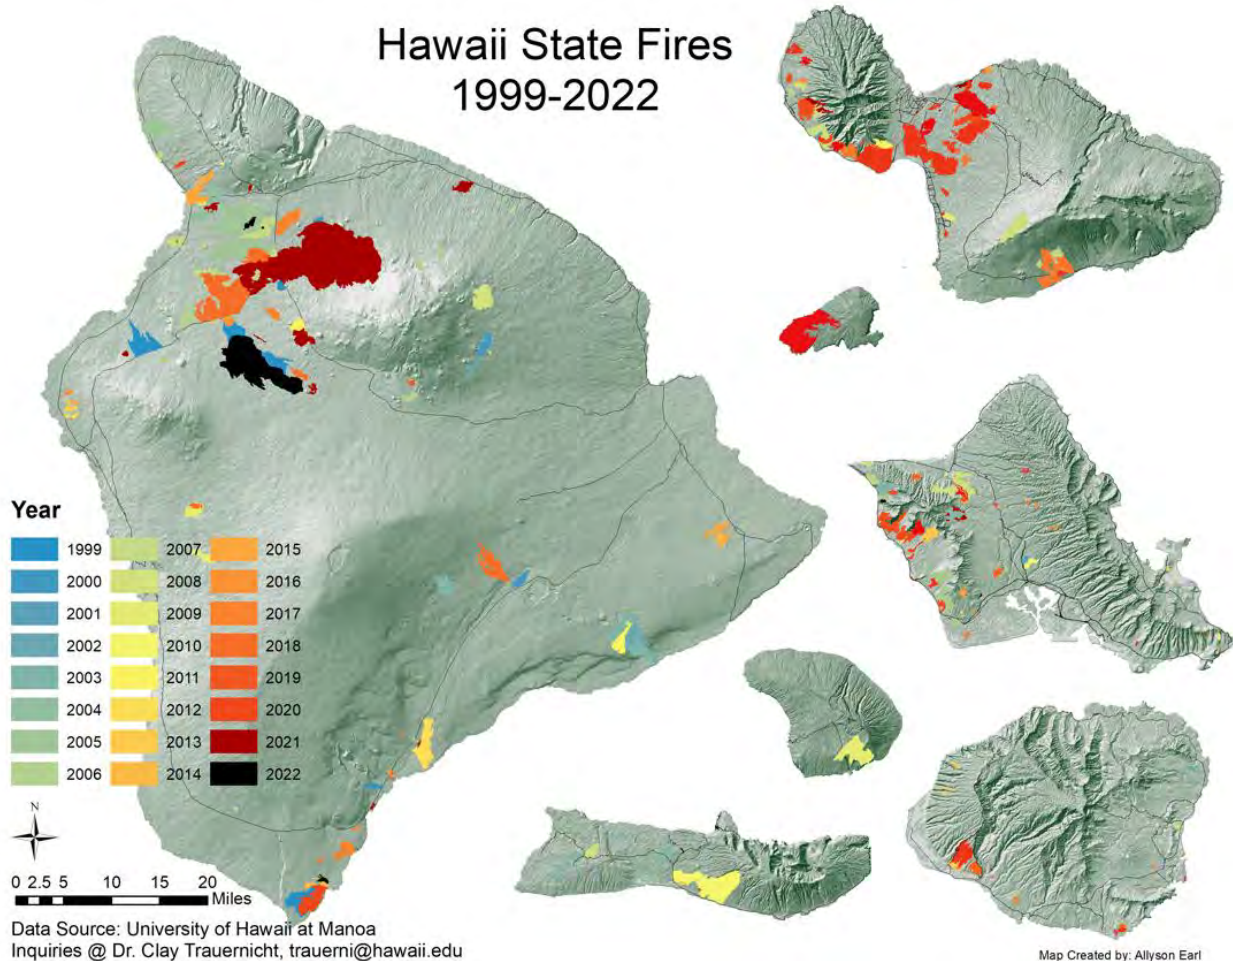 Hawaii State Fires
1999-2022
Year
1999 2007 2015
2000 2008 2016
2001 2009 2017
2002 2010 2018
2003 2011 2019
2004 2012 2020
2005 2013 2021
2006 2014 2022
N
0 2.5 5 10 15 20
Miles
Data Source: University of Hawaii at Manoa
Inquiries @ Dr. Clay Trauernicht, trauerni@hawaii.edu
Map Created by: Allyson Earl